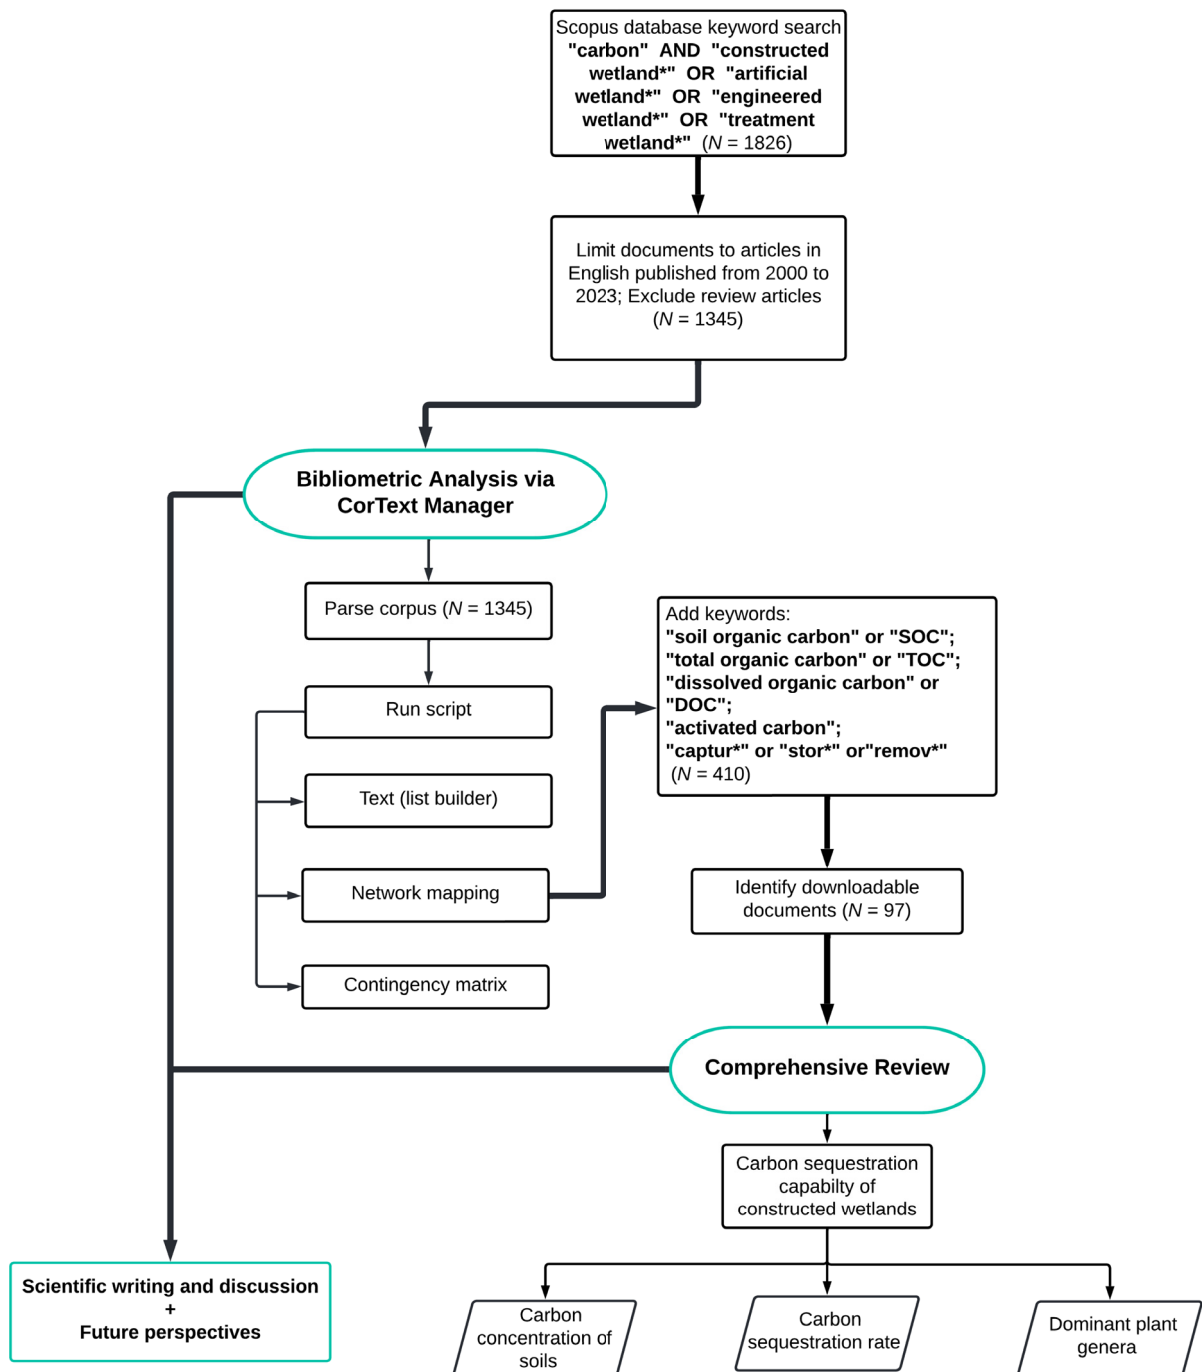 Scopus database keyword search
"carbon" AND "constructed
wetland*" OR "artificial
wetland*" OR "engineered
wetland*" OR "treatment
wetland*" (N = 1826)
Limit documents to articles in
English published from 2000 to
2023; Exclude review articles
(N = 1345)
Bibliometric Analysis via
CorText Manager
Parse corpus (N = 1345)
Run script
Text (list builder)
Network mapping
Contingency matrix
Add keywords:
"soil organic carbon" or "SOC";
"total organic carbon" or "TOC";
"dissolved organic carbon" or
"DOC";
"activated carbon";
"captur*" or "stor*" or"remov*"
(N = 410)
Identify downloadable
documents (N = 97)
Comprehensive Review
Carbon sequestration
capabilty of
constructed wetlands
Scientific writing and discussion
+
Future perspectives
Carbon
concentration of
soils
Carbon
sequestration rate
Dominant plant
genera